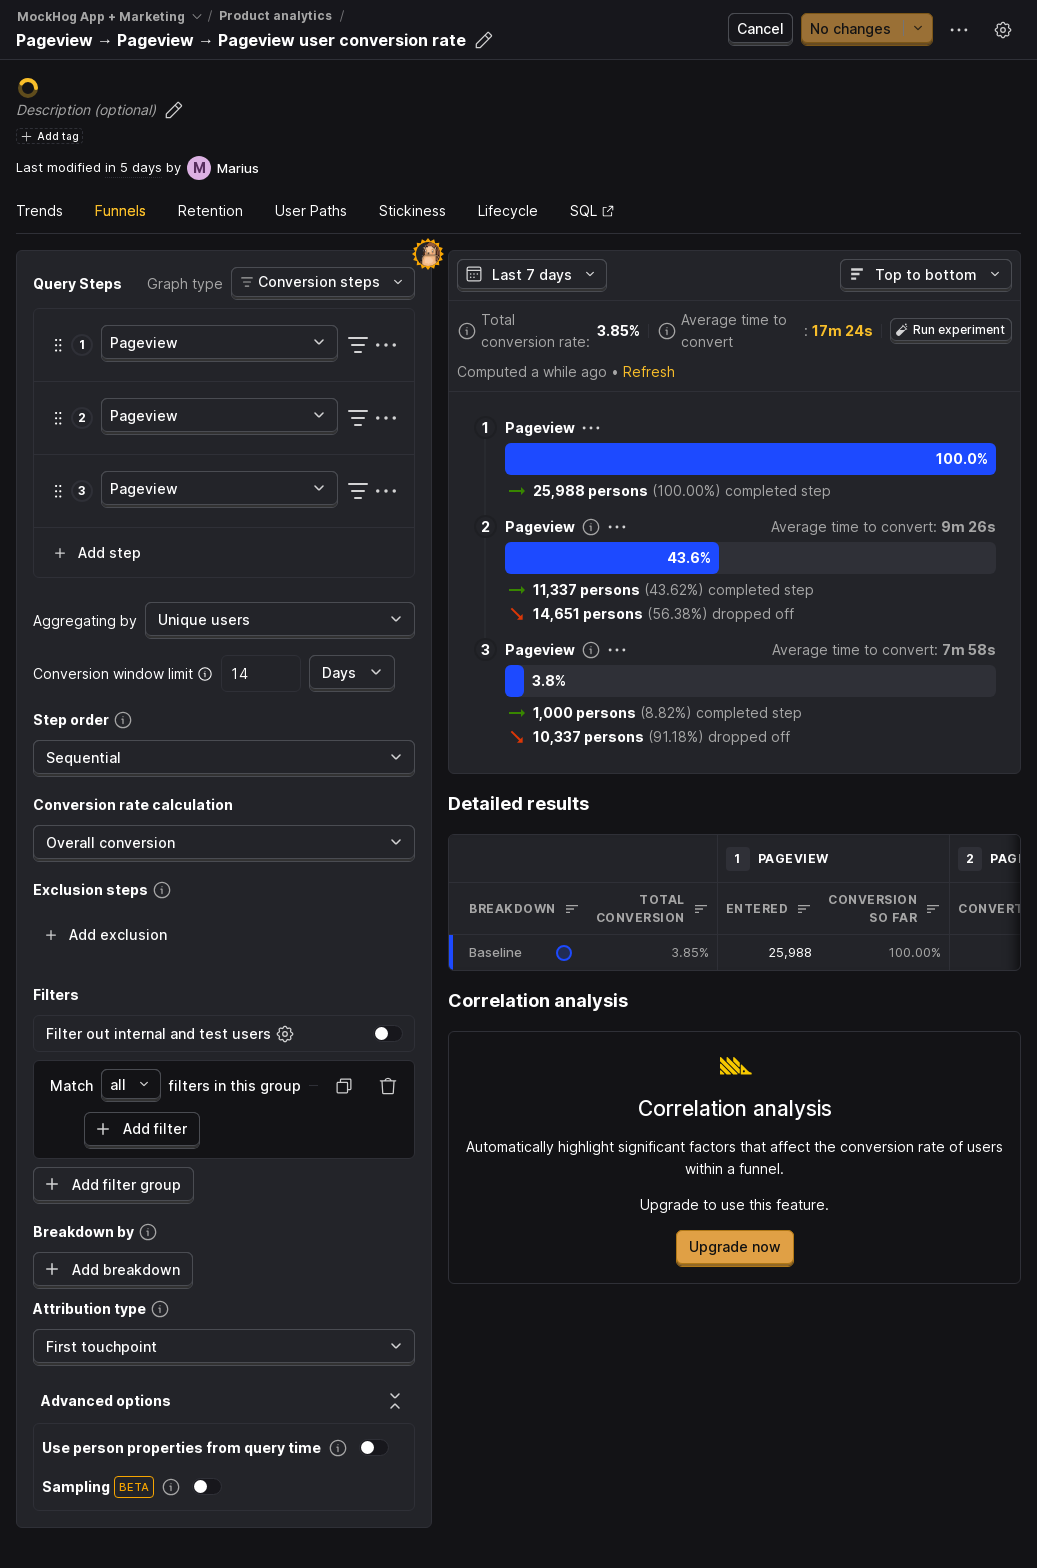 MockHog App + Marketing / Product analytics /
Pageview → Pageview → Pageview user conversion rate
Cancel
No changes
Description (optional)
Add tag
Last modified in 5 days by M Marius
Trends
Funnels
Retention
User Paths
Stickiness
Lifecycle
SQL
Query Steps
Graph type
Conversion steps
1 Pageview
2 Pageview
3 Pageview
Add step
Aggregating by Unique users
Conversion window limit 14 Days
Step order
Sequential
Conversion rate calculation
Overall conversion
Exclusion steps
Add exclusion
Filters
Filter out internal and test users
Match all filters in this group
Add filter
Add filter group
Breakdown by
Add breakdown
Attribution type
First touchpoint
Advanced options
Use person properties from query time
Sampling BETA
Last 7 days
Top to bottom
Total conversion rate: 3.85%
Average time to convert : 17m 24s
Run experiment
Computed a while ago • Refresh
1 Pageview
100.0%
25,988 persons (100.00%) completed step
2 Pageview
Average time to convert: 9m 26s
43.6%
11,337 persons (43.62%) completed step
14,651 persons (56.38%) dropped off
3 Pageview
Average time to convert: 7m 58s
3.8%
1,000 persons (8.82%) completed step
10,337 persons (91.18%) dropped off
Detailed results
1 PAGEVIEW
2
BREAKDOWN
TOTAL CONVERSION
ENTERED
CONVERSION SO FAR
Baseline
3.85%
25,988
100.00%
Correlation analysis
Correlation analysis
Automatically highlight significant factors that affect the conversion rate of users
within a funnel.
Upgrade to use this feature.
Upgrade now